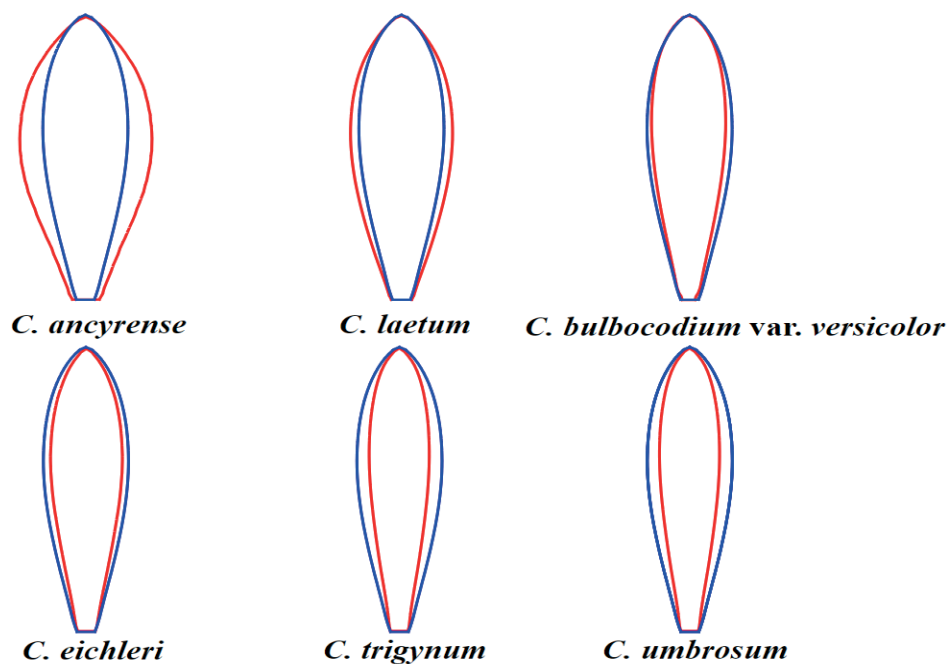 C. ancyrense
C. laetum
C. bulbocodium var. versicolor
C. eichleri
C. trigynum
C. umbrosum